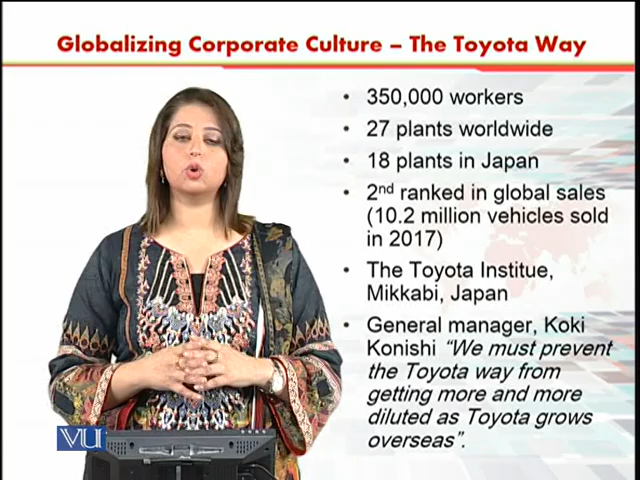 Globalizing Corporate Culture – The Toyota Way
• 350,000 workers
• 27 plants worldwide
• 18 plants in Japan
• 2nd ranked in global sales
(10.2 million vehicles sold
in 2017)
• The Toyota Institue,
Mikkabi, Japan
• General manager, Koki
Konishi “We must prevent
the Toyota way from
getting more and more
diluted as Toyota grows
overseas”.
VU